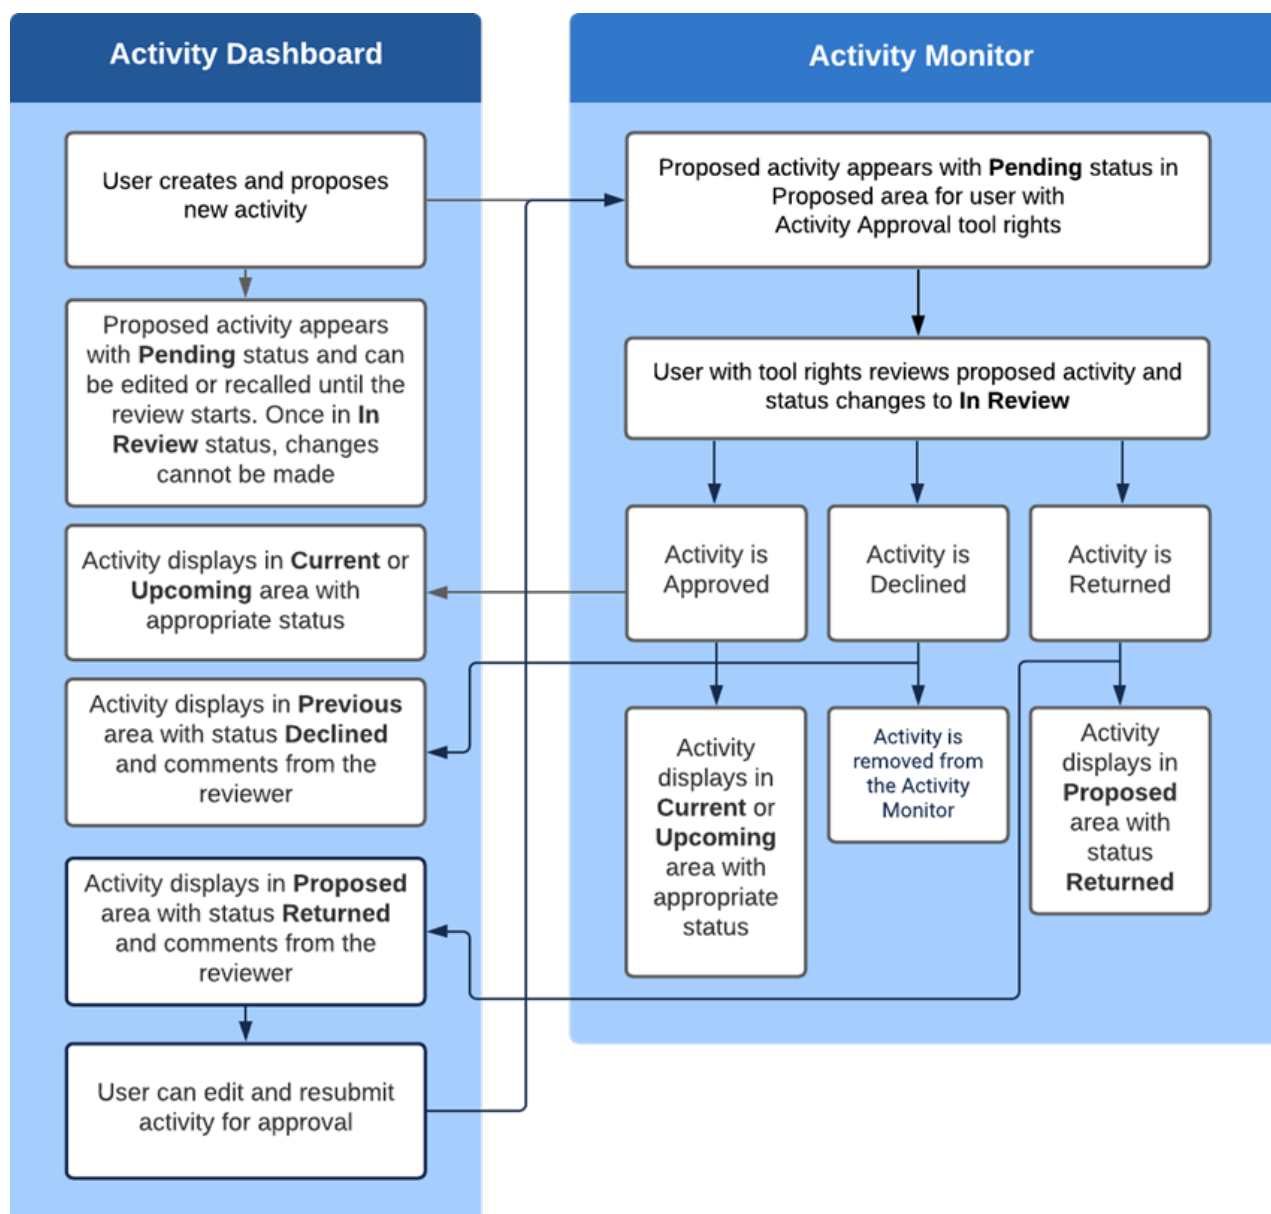 Activity Dashboard
User creates and proposes
new activity
Proposed activity appears
with Pending status and can
be edited or recalled until the
review starts. Once in In
Review status, changes
cannot be made
Activity displays in Current or
Upcoming area with
appropriate status
Activity displays in Previous
area with status Declined
and comments from the
reviewer
Activity displays in Proposed
area with status Returned
and comments from the
reviewer
User can edit and resubmit
activity for approval
Activity Monitor
Proposed activity appears with Pending status in
Proposed area for user with
Activity Approval tool rights
User with tool rights reviews proposed activity and
status changes to In Review
Activity is
Approved
Activity is
Declined
Activity is
Returned
Activity
displays in
Current or
Upcoming
area with
appropriate
status
Activity is
removed from
the Activity
Monitor
Activity
displays in
Proposed
area with
status
Returned